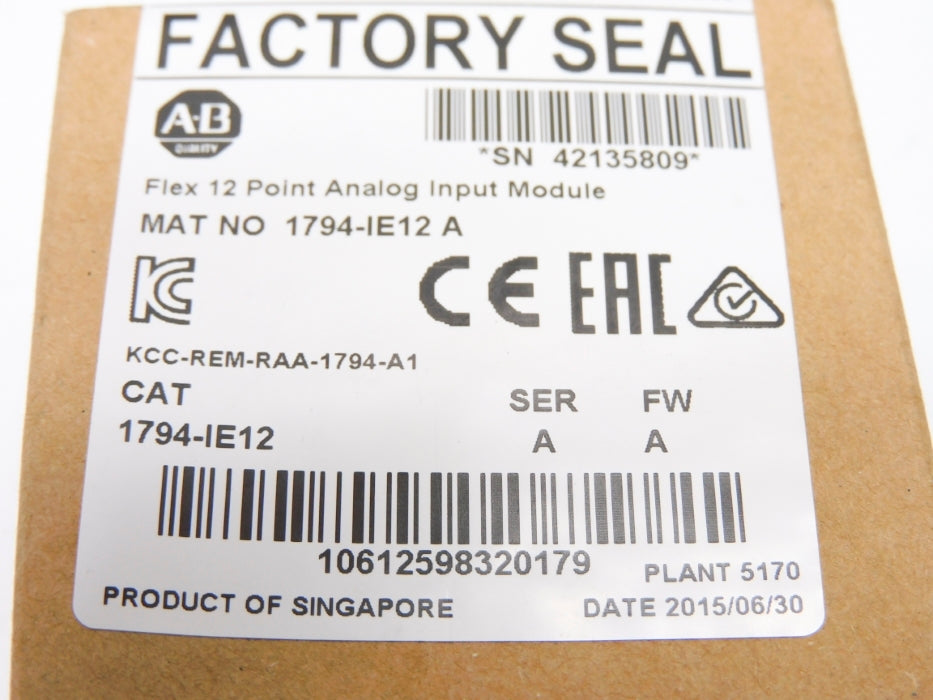 FACTORY SEAL
A-B
QUALITY
*SN 42135809*
Flex 12 Point Analog Input Module
MAT NO 1794-IE12 A
KC
CE EAC
KCC-REM-RAA-1794-A1
CAT SER FW
1794-IE12 A A
10612598320179
PLANT 5170
PRODUCT OF SINGAPORE DATE 2015/06/30